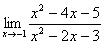 lim x→-1 (x² − 4x − 5)/(x² − 2x − 3)